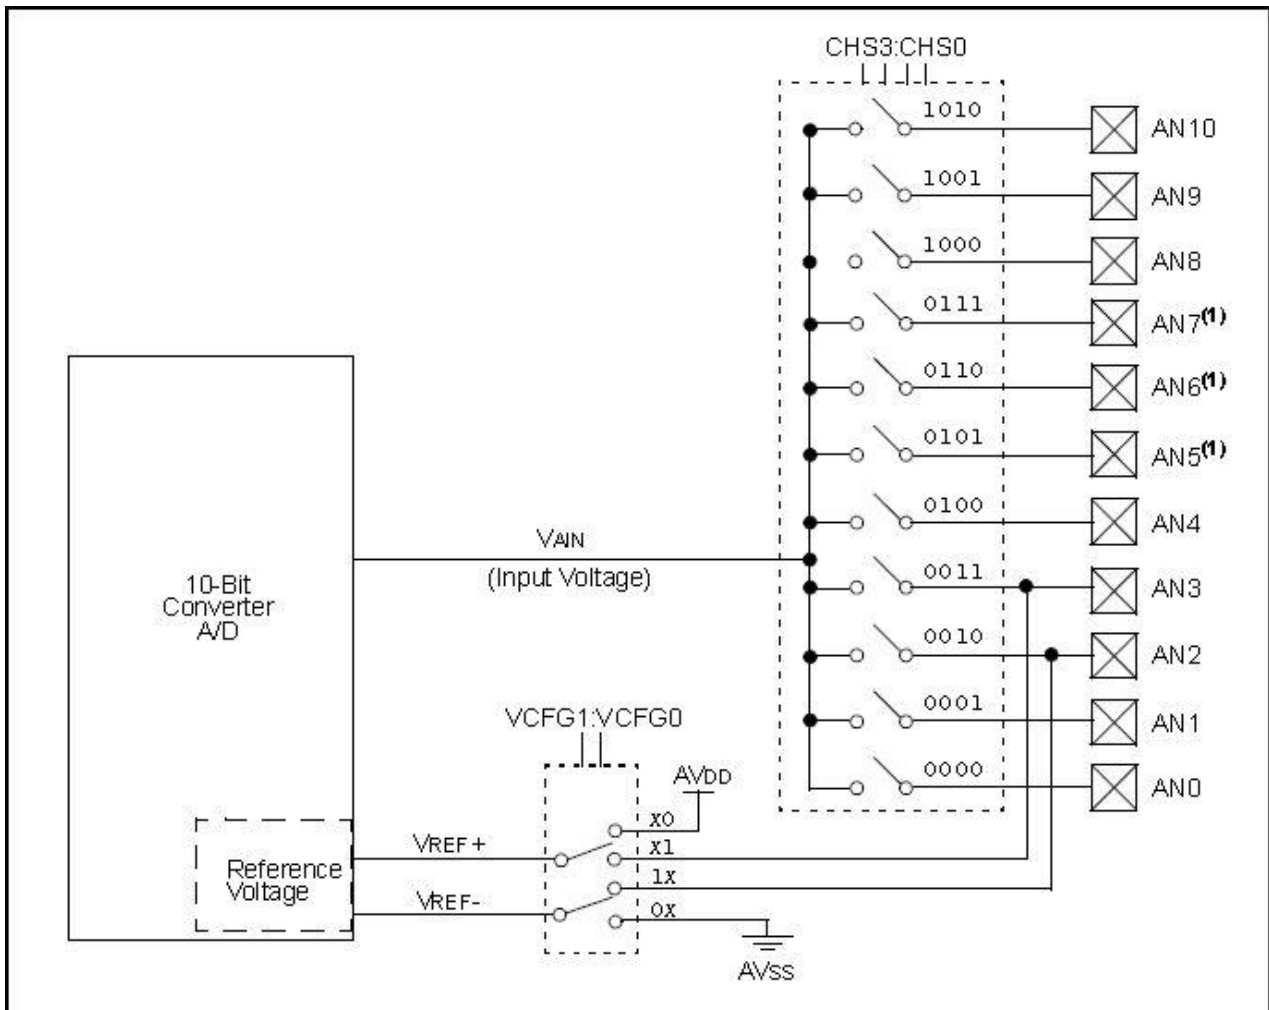 CHS3:CHS0
1010 AN10
1001 AN9
1000 AN8
0111 AN7(1)
0110 AN6(1)
0101 AN5(1)
0100 AN4
VAIN
(Input Voltage)
0011 AN3
10-Bit
Converter
A/D
0010 AN2
0001 AN1
VCFG1:VCFG0
0000 AN0
AVDD
X0
VREF+
X1
Reference
Voltage
1X
VREF-
0X
AVSS